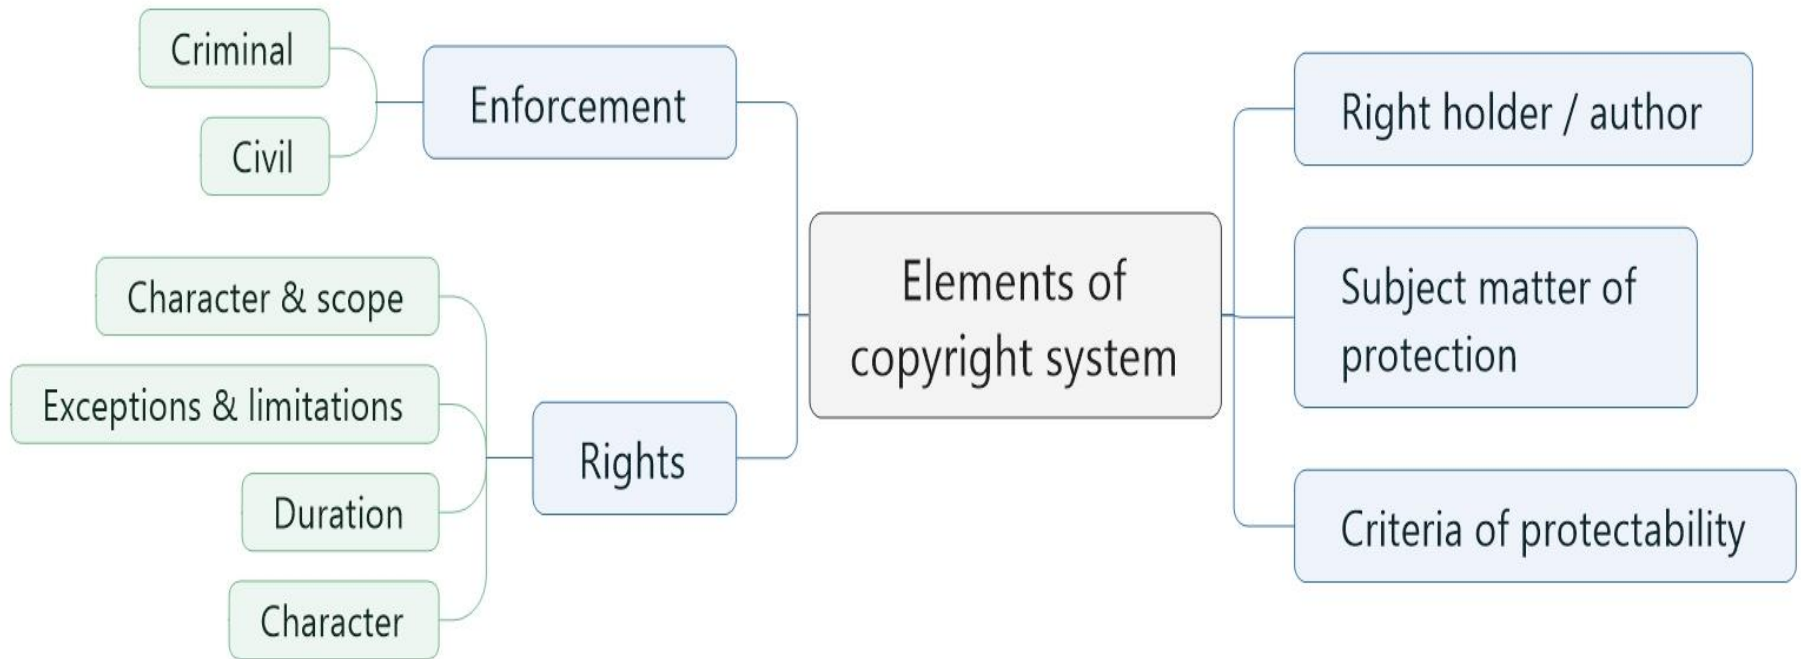 Criminal
Civil
Enforcement
Character & scope
Exceptions & limitations
Duration
Character
Rights
Elements of
copyright system
Right holder / author
Subject matter of
protection
Criteria of protectability